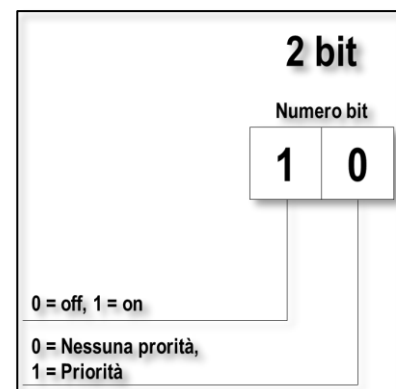 2 bit
Numero bit
1 0
0 = off, 1 = on
0 = Nessuna prorità,
1 = Priorità